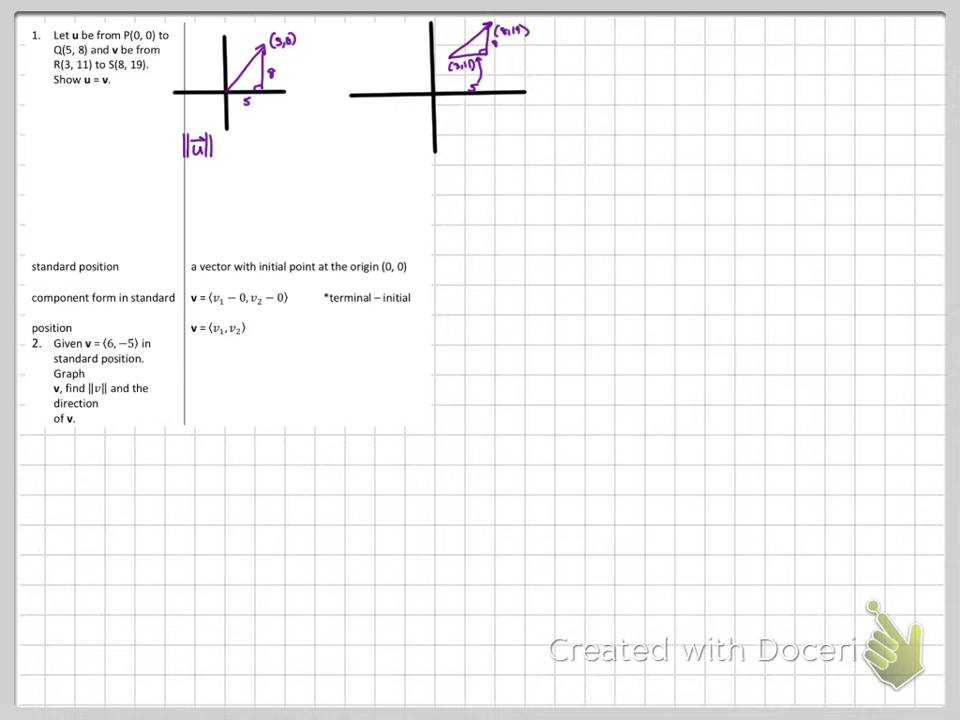 1. Let u be from P(0, 0) to
Q(5, 8) and v be from
R(3, 11) to S(8, 19).
Show u = v.
(5,8)
8
5
(8,19)
8
(3,11)
5
||u||
standard position
a vector with initial point at the origin (0, 0)
component form in standard
v = ⟨v₁ − 0, v₂ − 0⟩ *terminal – initial
position
v = ⟨v₁, v₂⟩
2. Given v = ⟨6, −5⟩ in
standard position.
Graph
v, find ||v|| and the
direction
of v.
Created with Doceri